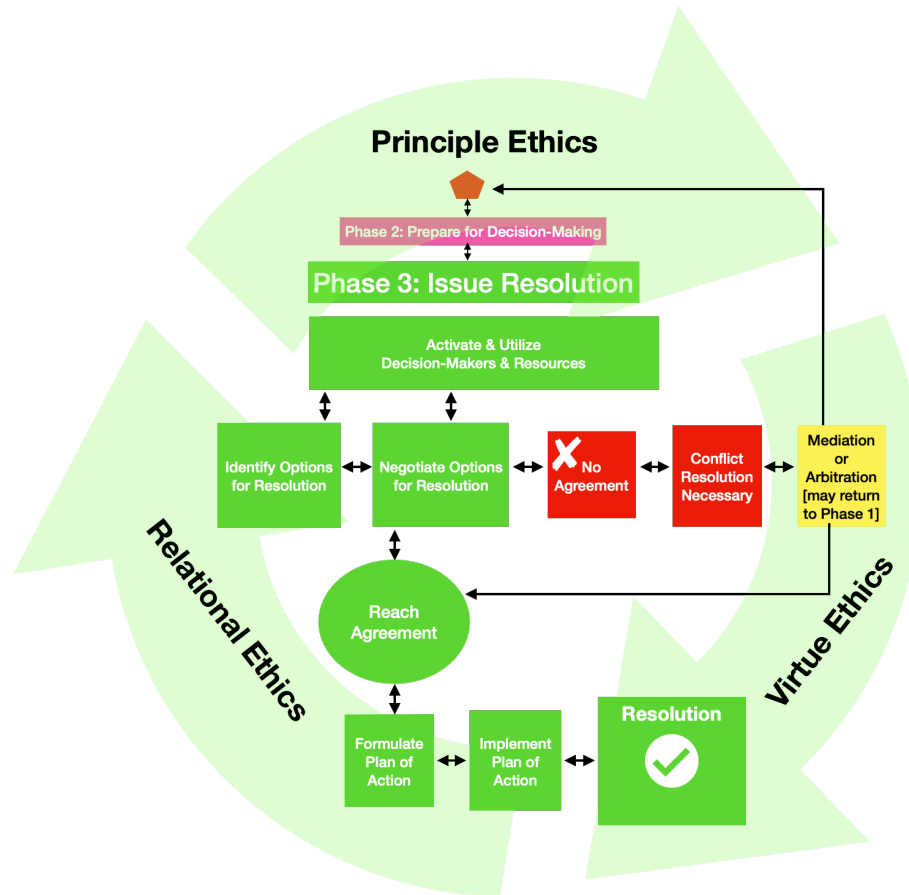 Principle Ethics
Phase 2: Prepare for Decision-Making
Phase 3: Issue Resolution
Activate & Utilize
Decision-Makers & Resources
Identify Options
for Resolution
Negotiate Options
for Resolution
No
Agreement
Conflict
Resolution
Necessary
Mediation
or
Arbitration
[may return
to Phase 1]
Relational Ethics
Reach
Agreement
Virtue Ethics
Formulate
Plan of
Action
Implement
Plan of
Action
Resolution